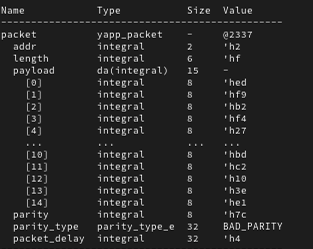 Name Type Size Value
------------------------------------------------
packet yapp_packet - @2337
addr integral 2 'h2
length integral 6 'hf
payload da(integral) 15 -
[0] integral 8 'hed
[1] integral 8 'hf9
[2] integral 8 'hb2
[3] integral 8 'hf4
[4] integral 8 'h27
... ... ... ...
[10] integral 8 'hbd
[11] integral 8 'hc2
[12] integral 8 'h10
[13] integral 8 'h3e
[14] integral 8 'he1
parity integral 8 'h7c
parity_type parity_type_e 32 BAD_PARITY
packet_delay integral 32 'h4